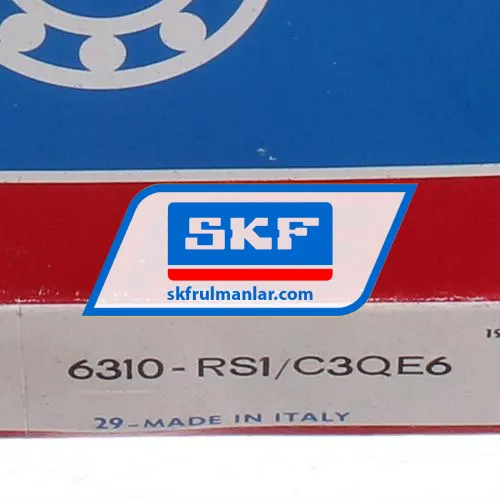 SKF
skfrulmanlar.com
6310-RS1/C3QE6
29-MADE IN ITALY